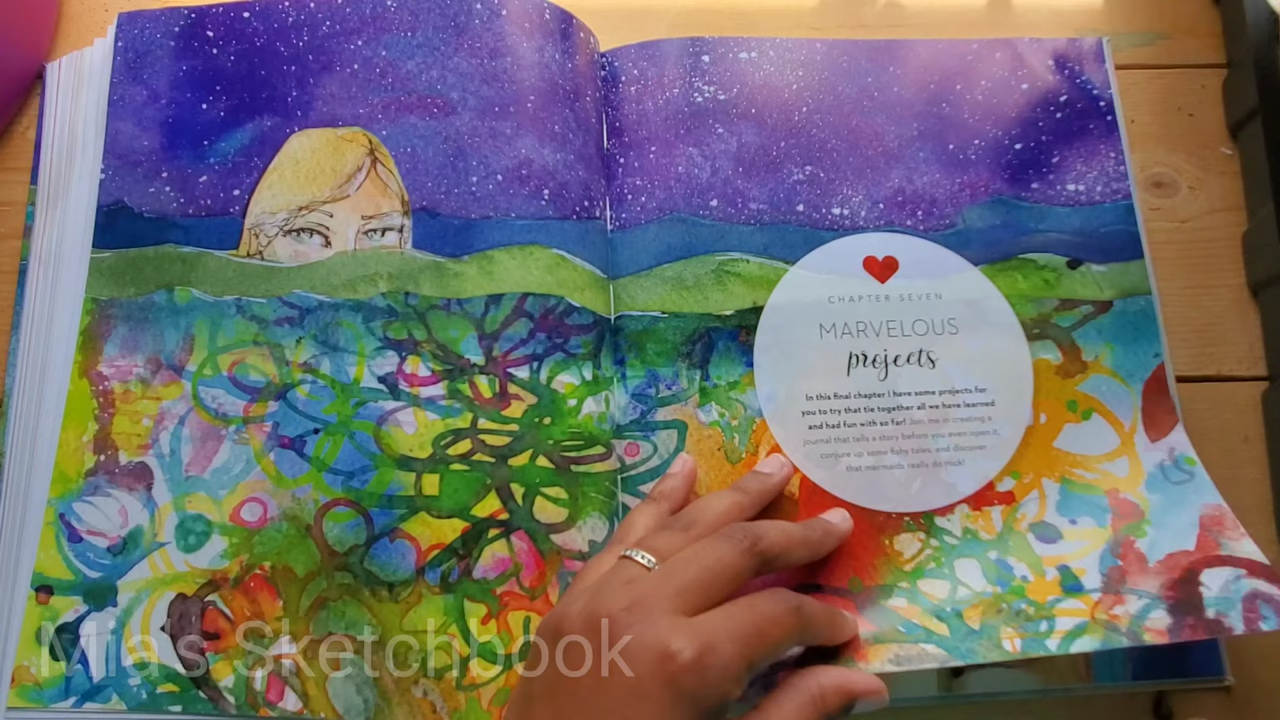 CHAPTER SEVEN
MARVELOUS
projects
In this final chapter I have some projects for
you to try that tie together all we have learned
and had fun with so far! Join me in creating a
journal that tells a story before you even open it,
conjure up some fishy tales, and discover
that mermaids really do rock!
Mia's Sketchbook